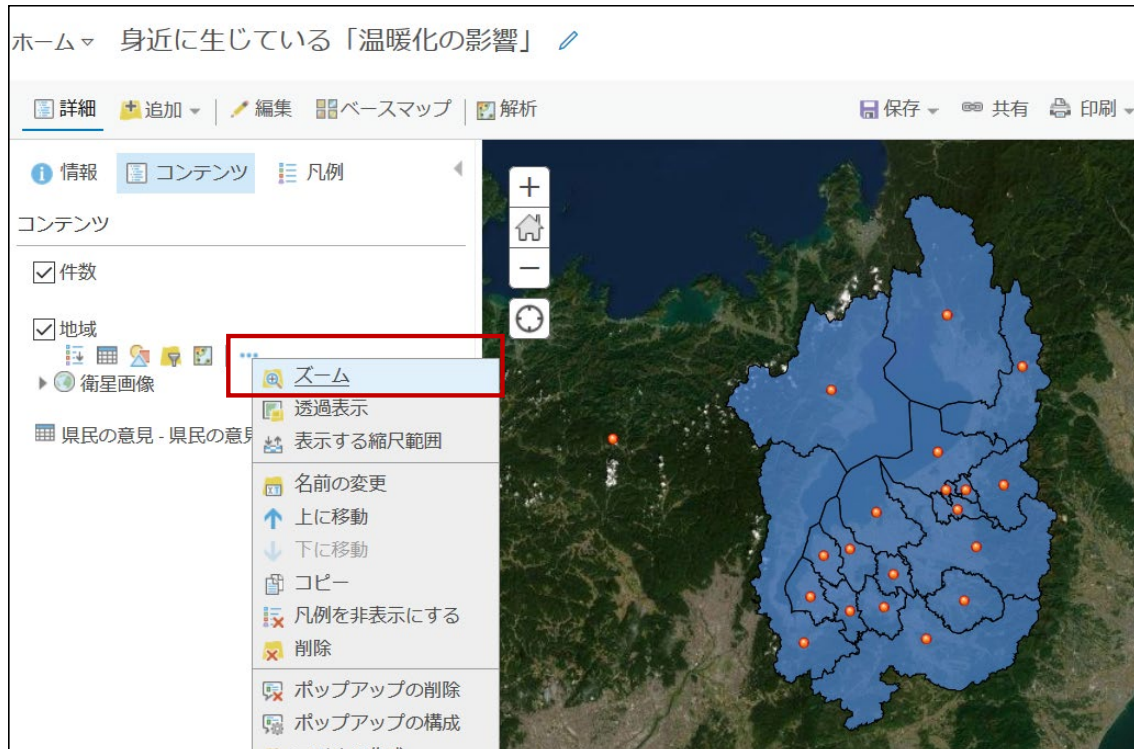 ホーム 身近に生じている「温暖化の影響」
詳細 追加 編集 ベースマップ 解析 保存 共有 印刷
情報 コンテンツ 凡例
コンテンツ
件数
地域
ズーム
衛星画像
透過表示
県民の意見 - 県民の意見
表示する縮尺範囲
名前の変更
上に移動
下に移動
コピー
凡例を非表示にする
削除
ポップアップの削除
ポップアップの構成